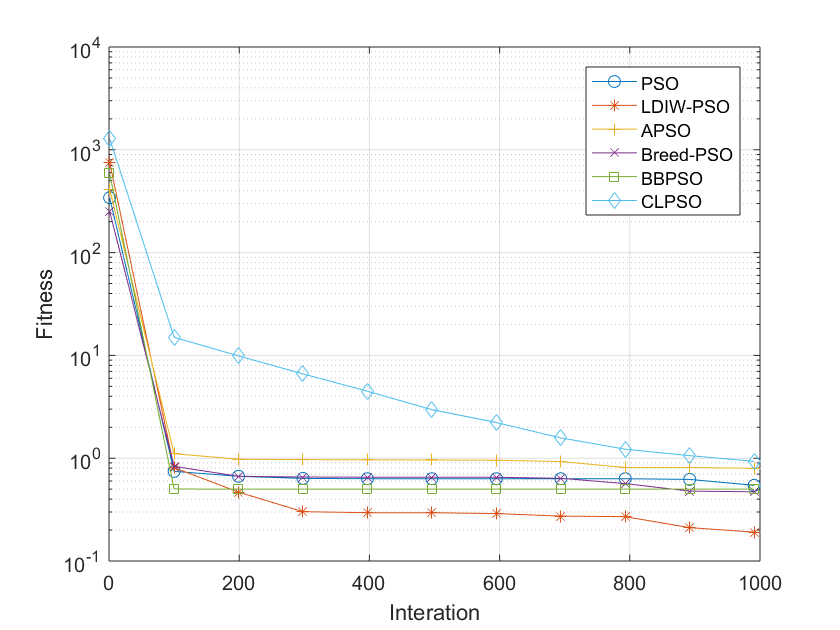 10^4
10^3
10^2
10^1
10^0
10^-1
Fitness
PSO
LDIW-PSO
APSO
Breed-PSO
BBPSO
CLPSO
0 200 400 600 800 1000
Interation